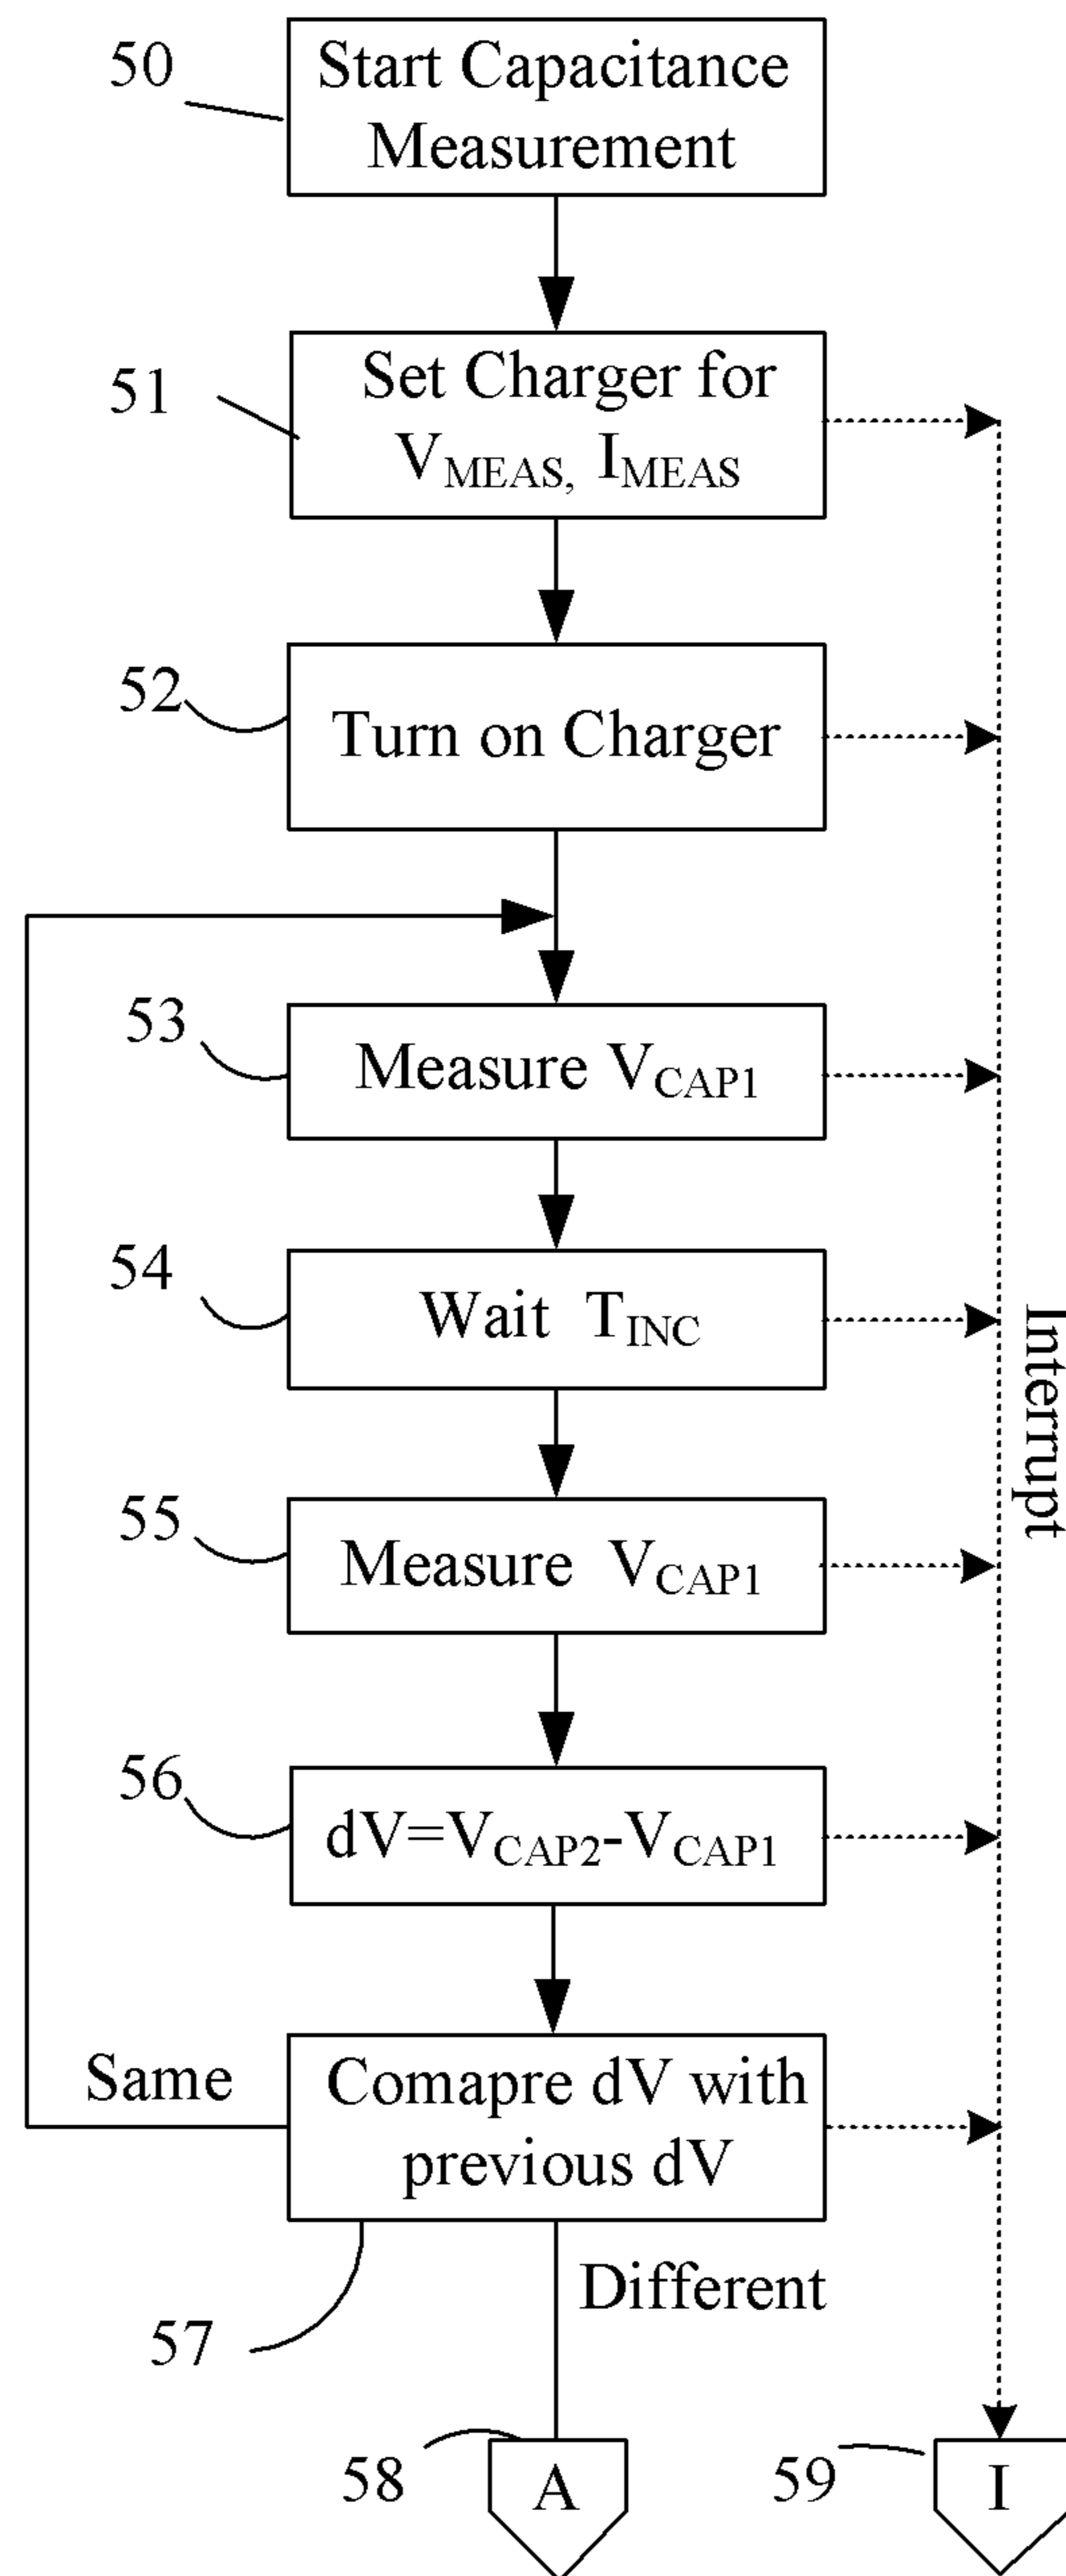 50
Start Capacitance
Measurement
51
Set Charger for
VMEAS, IMEAS
52
Turn on Charger
53
Measure VCAP1
54
Wait TINC
Interrupt
55
Measure VCAP1
56
dV=VCAP2-VCAP1
Same
Comapre dV with
previous dV
Different
57
58
A
59
I